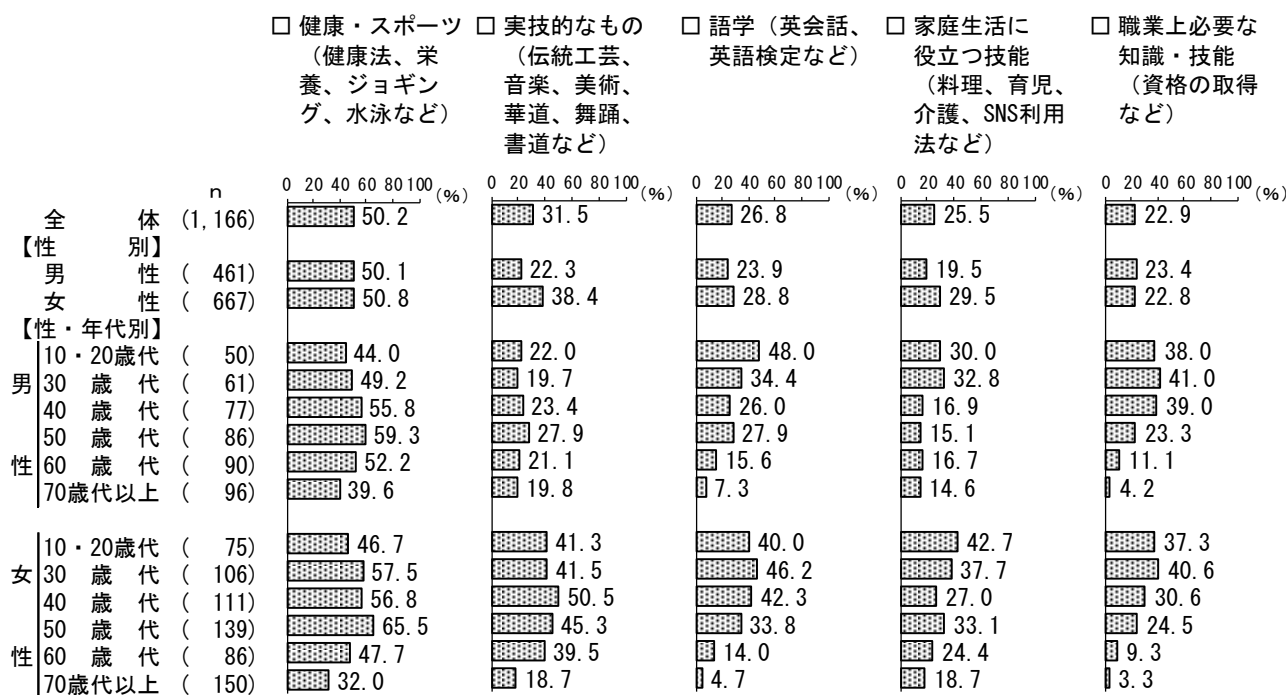 □ 健康・スポーツ
（健康法、栄
養、ジョギン
グ、水泳など）
□ 実技的なもの
（伝統工芸、
音楽、美術、
華道、舞踊、
書道など）
□ 語学（英会話、
英語検定など）
□ 家庭生活に
役立つ技能
（料理、育児、
介護、SNS利用
法など）
□ 職業上必要な
知識・技能
（資格の取得
など）
n
0 20 40 60 80 100 (%) 0 20 40 60 80 100 (%) 0 20 40 60 80 100 (%) 0 20 40 60 80 100 (%) 0 20 40 60 80 100 (%)
全体 (1,166) 50.2 31.5 26.8 25.5 22.9
【性別】
男性 ( 461) 50.1 22.3 23.9 19.5 23.4
女性 ( 667) 50.8 38.4 28.8 29.5 22.8
【性・年代別】
男性
10・20歳代 ( 50) 44.0 22.0 48.0 30.0 38.0
30歳代 ( 61) 49.2 19.7 34.4 32.8 41.0
40歳代 ( 77) 55.8 23.4 26.0 16.9 39.0
50歳代 ( 86) 59.3 27.9 27.9 15.1 23.3
60歳代 ( 90) 52.2 21.1 15.6 16.7 11.1
70歳代以上 ( 96) 39.6 19.8 7.3 14.6 4.2
女性
10・20歳代 ( 75) 46.7 41.3 40.0 42.7 37.3
30歳代 ( 106) 57.5 41.5 46.2 37.7 40.6
40歳代 ( 111) 56.8 50.5 42.3 27.0 30.6
50歳代 ( 139) 65.5 45.3 33.8 33.1 24.5
60歳代 ( 86) 47.7 39.5 14.0 24.4 9.3
70歳代以上 ( 150) 32.0 18.7 4.7 18.7 3.3